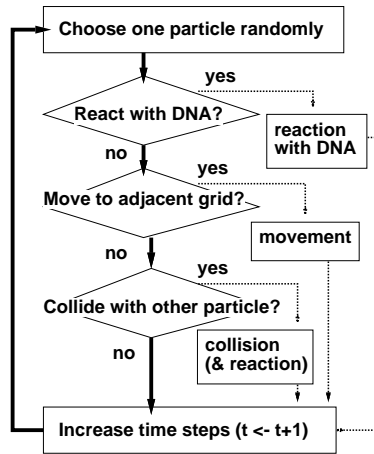 Choose one particle randomly
yes
React with DNA?
reaction
with DNA
no
yes
Move to adjacent grid?
movement
no
yes
Collide with other particle?
collision
(& reaction)
no
Increase time steps (t <- t+1)